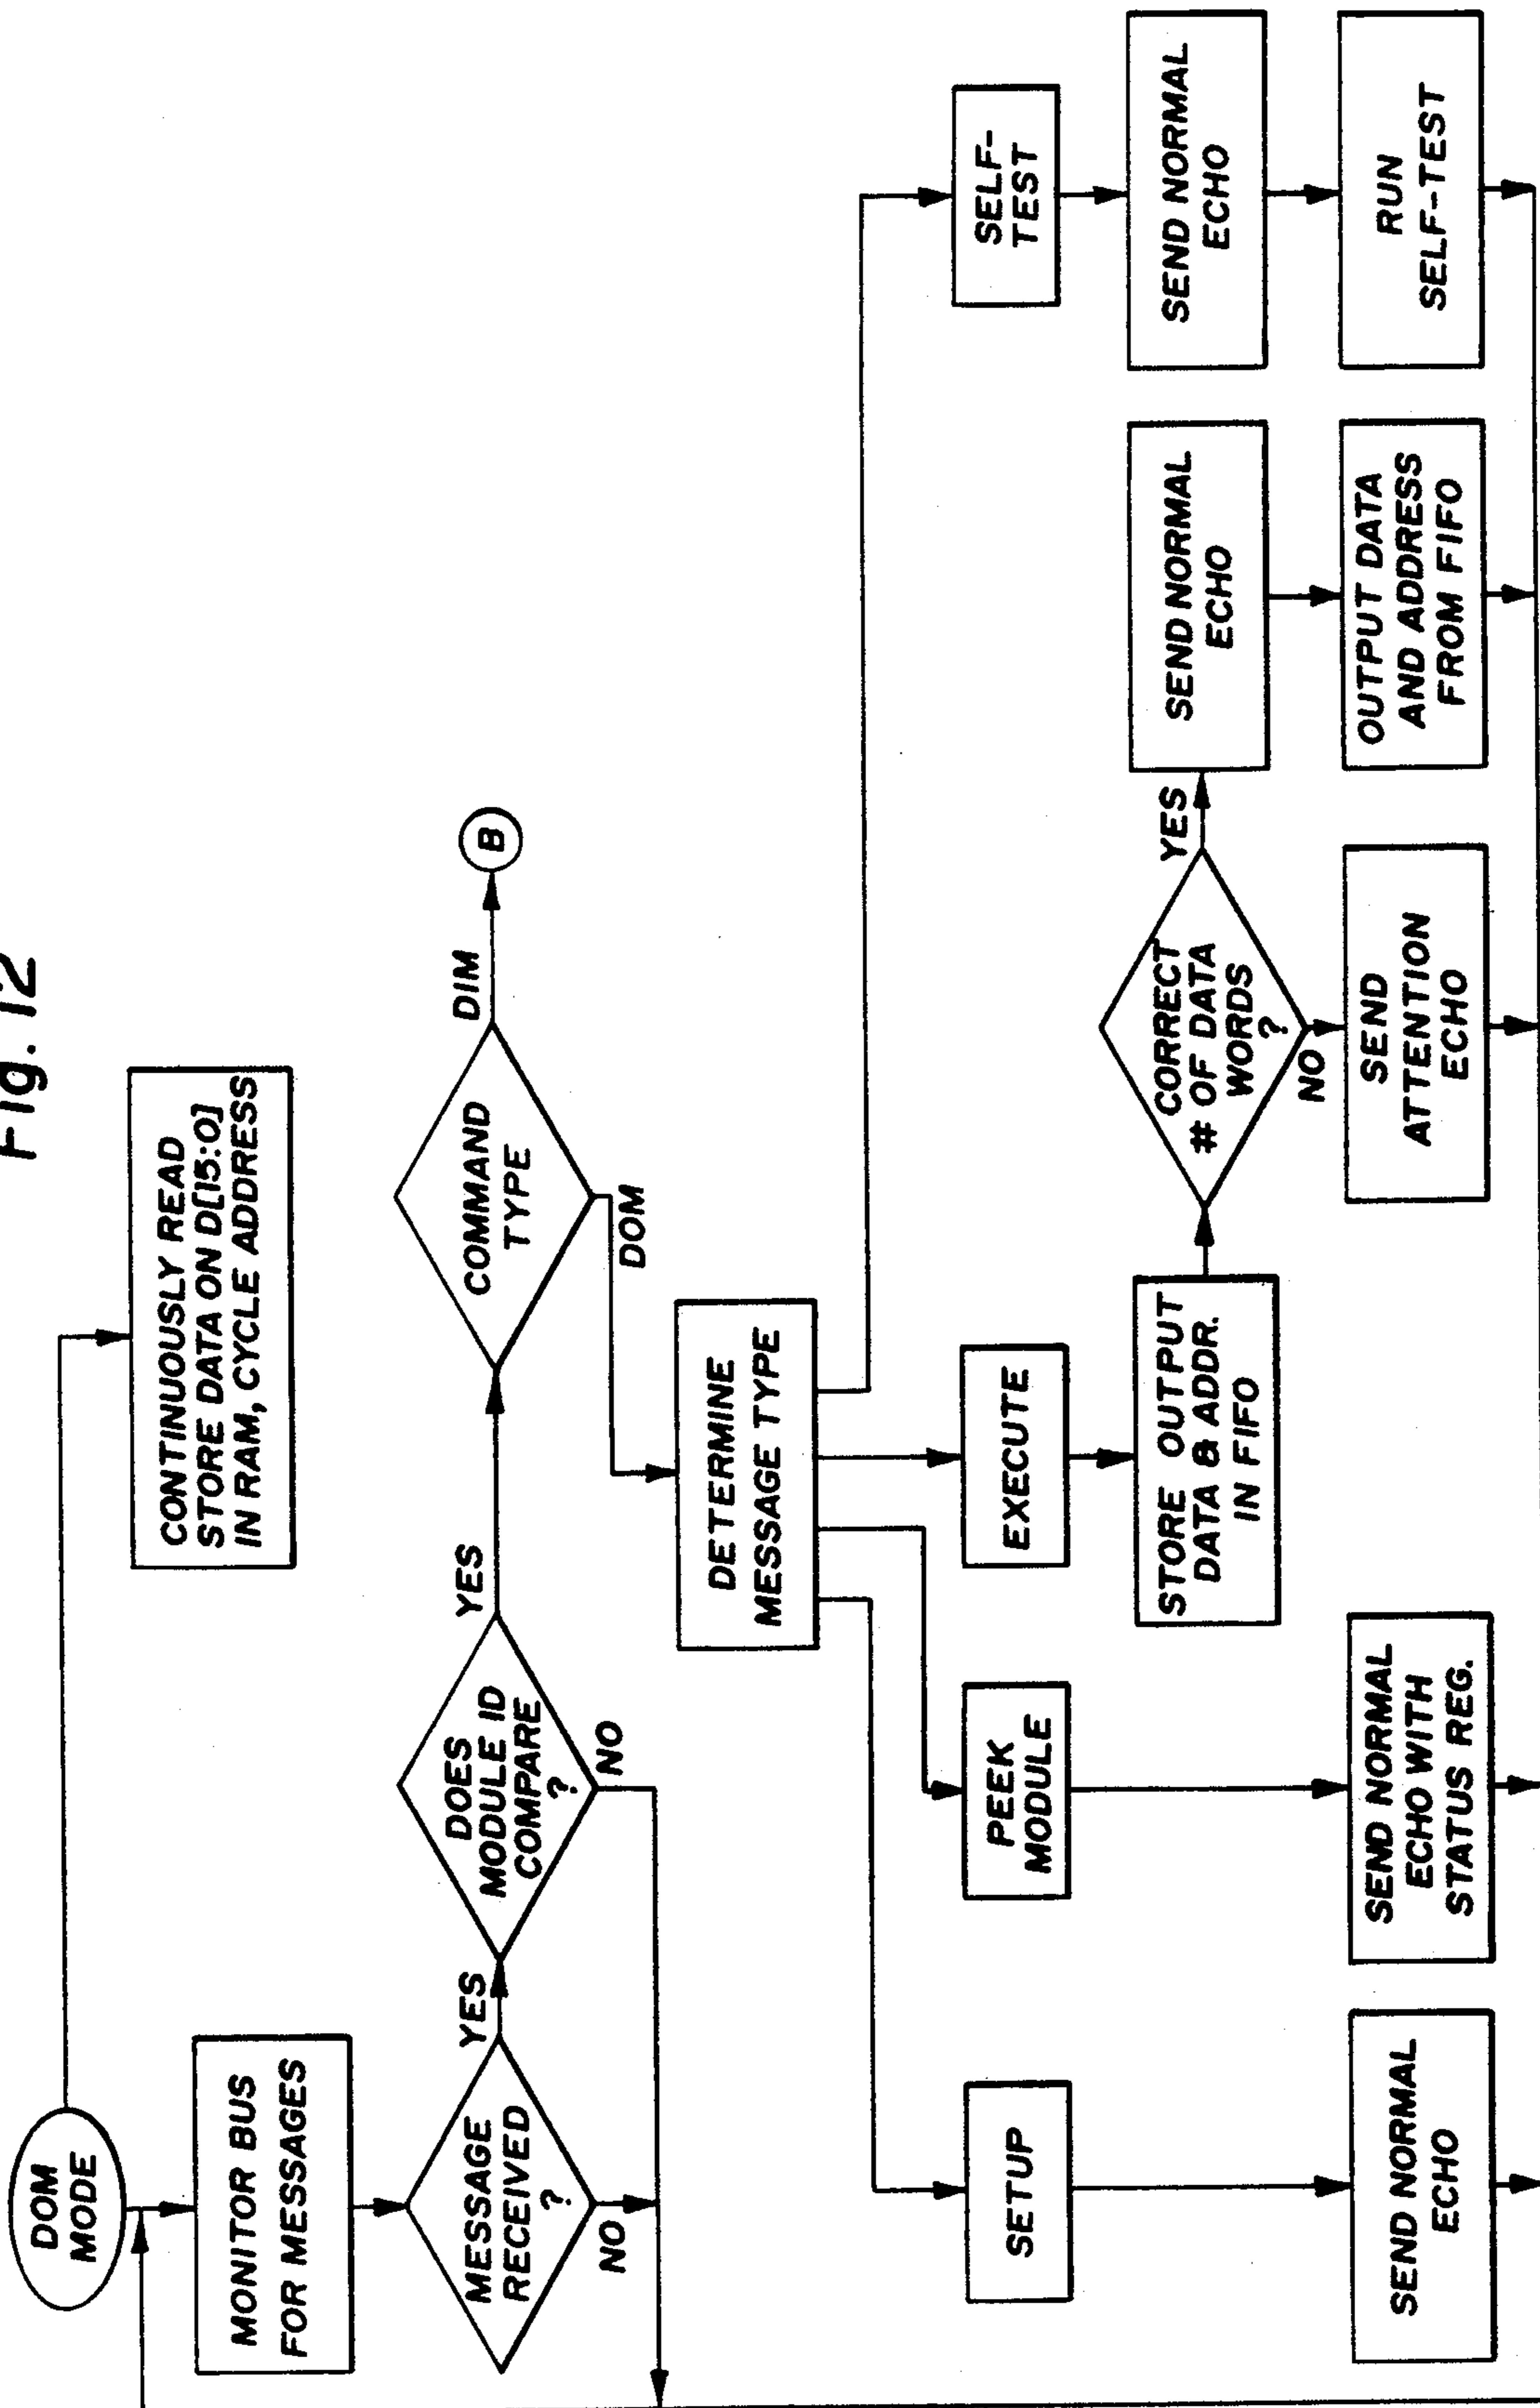 Fig. 12
DOM
MODE
CONTINUOUSLY READ
STORE DATA ON D[15:0]
IN RAM, CYCLE ADDRESS
MONITOR BUS
FOR MESSAGES
MESSAGE
RECEIVED
?
YES
NO
DOES
MODULE ID
COMPARE
?
YES
NO
COMMAND
TYPE
DIM
B
DOM
DETERMINE
MESSAGE TYPE
SETUP
PEEK
MODULE
EXECUTE
SELF-
TEST
STORE OUTPUT
DATA & ADDR.
IN FIFO
CORRECT
# OF DATA
WORDS
?
YES
NO
SEND NORMAL
ECHO
SEND NORMAL
ECHO
SEND NORMAL
ECHO
SEND NORMAL
ECHO WITH
STATUS REG.
SEND
ATTENTION
ECHO
OUTPUT DATA
AND ADDRESS
FROM FIFO
RUN
SELF-TEST